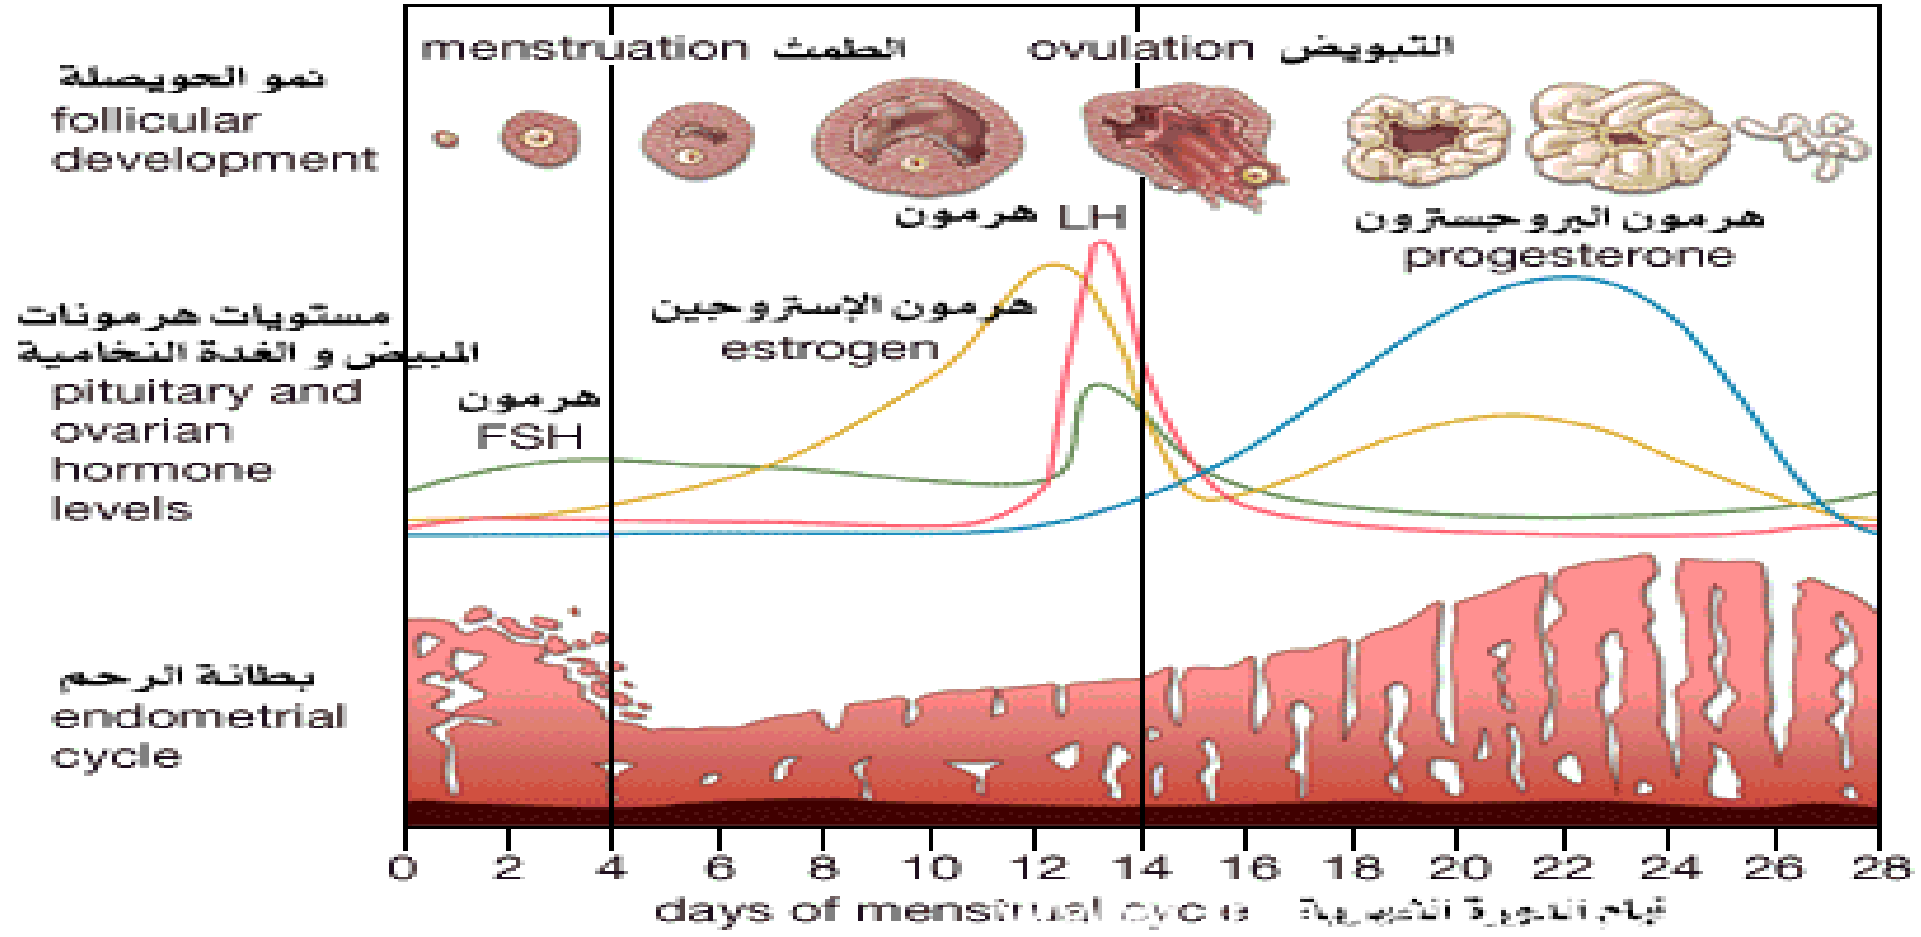 menstruation الطمث
ovulation التبويض
نمو الحويصلة
follicular
development
هرمون LH
هرمون البروجسترون
progesterone
هرمون الإستروجين
estrogen
مستويات هرمونات
المبيض و الغدة النخامية
pituitary and
ovarian
hormone
levels
هرمون
FSH
بطانة الرحم
endometrial
cycle
0 2 4 6 8 10 12 14 16 18 20 22 24 26 28
days of menstrual cycle